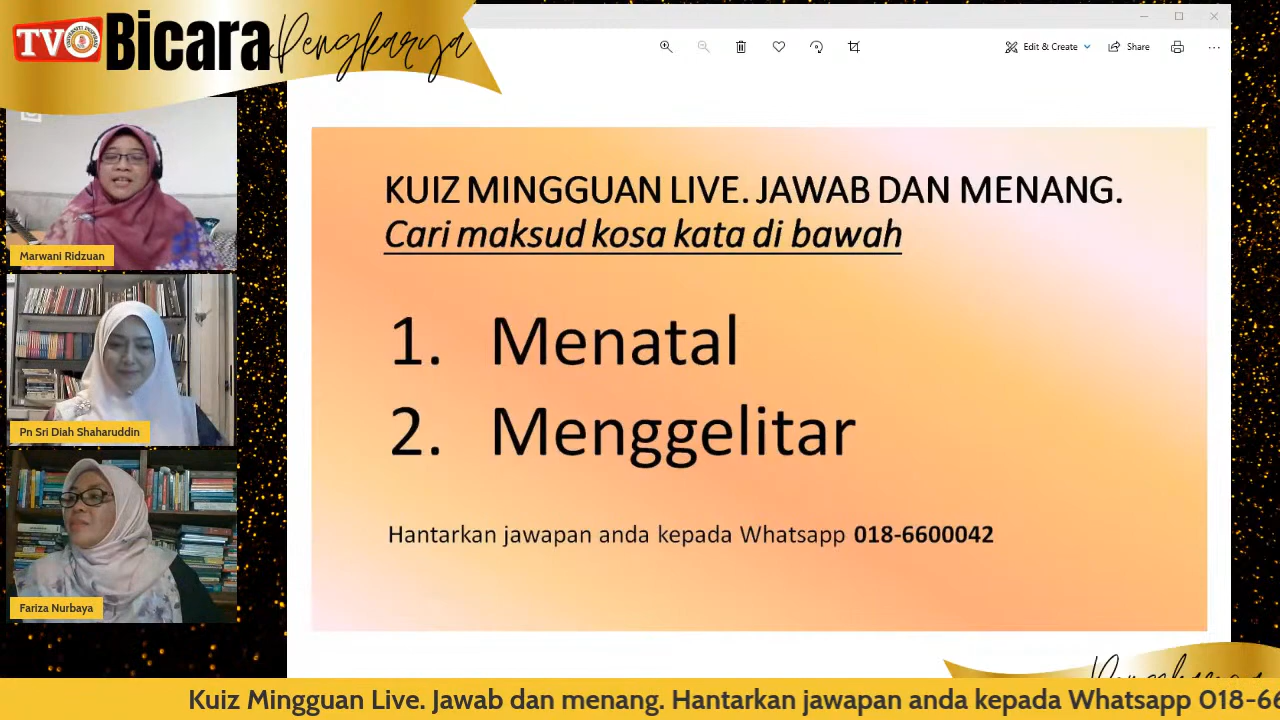 TV
Bicara
Pengkarya
Edit & Create
Share
Marwani Ridzuan
Pn Sri Diah Shaharuddin
Fariza Nurbaya
KUIZ MINGGUAN LIVE. JAWAB DAN MENANG.
Cari maksud kosa kata di bawah
1. Menatal
2. Menggelitar
Hantarkan jawapan anda kepada Whatsapp 018-6600042
Pengkarya
Kuiz Mingguan Live. Jawab dan menang. Hantarkan jawapan anda kepada Whatsapp 018-66